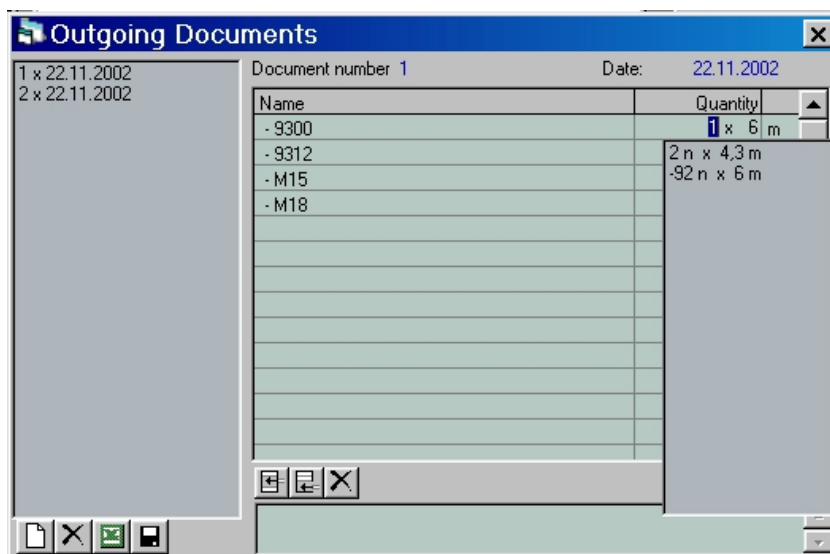 Outgoing Documents
1 x 22.11.2002
2 x 22.11.2002
Document number 1 Date: 22.11.2002
Name Quantity
- 9300 1 x 6 m
- 9312
- M15
- M18
2 n x 4,3 m
-92 n x 6 m